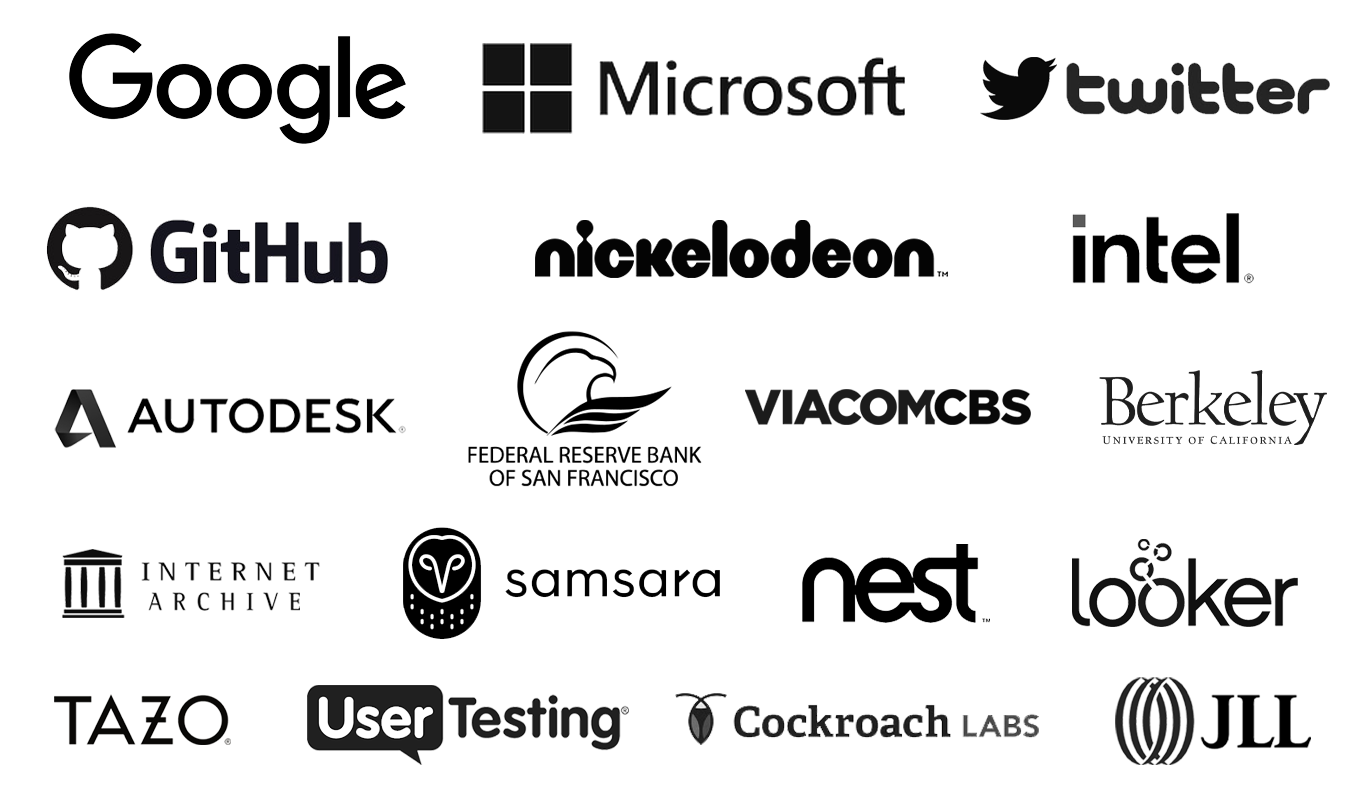 Google
Microsoft
twitter
GitHub
nickelodeon™
intel®
AUTODESK®
FEDERAL RESERVE BANK
OF SAN FRANCISCO
VIACOMCBS
Berkeley
UNIVERSITY OF CALIFORNIA
INTERNET
ARCHIVE
samsara
nest™
looker
TAZO®
UserTesting®
Cockroach LABS
JLL